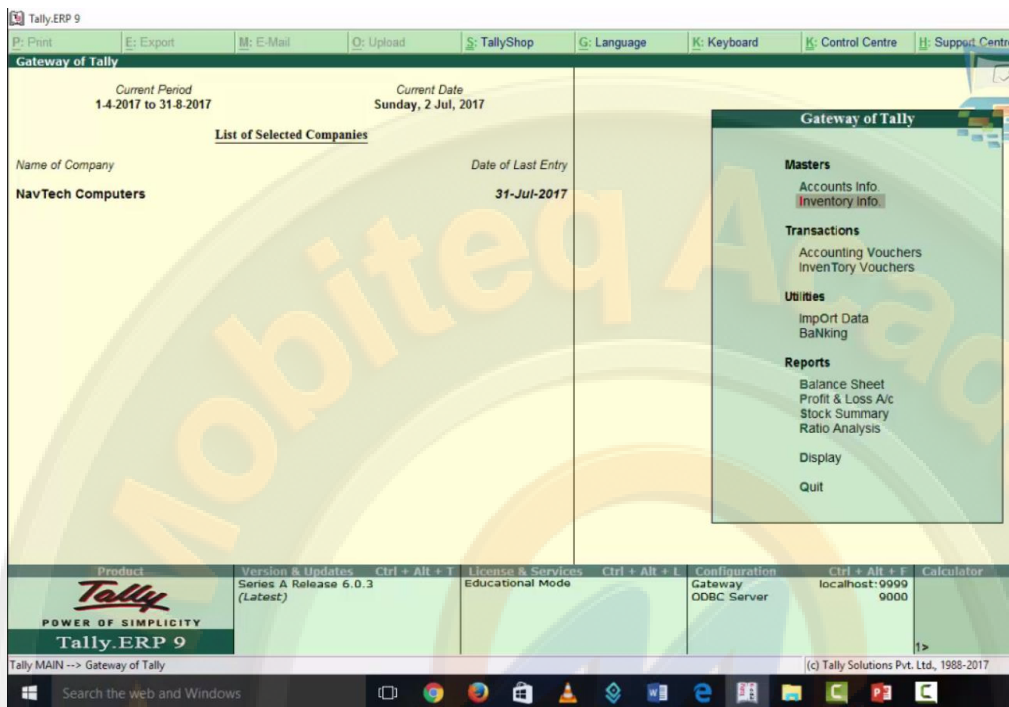 Tally.ERP 9
P: Print E: Export M: E-Mail O: Upload S: TallyShop G: Language K: Keyboard K: Control Centre H: Support Centre
Gateway of Tally
Current Period Current Date
1-4-2017 to 31-8-2017 Sunday, 2 Jul, 2017
List of Selected Companies
Name of Company Date of Last Entry
NavTech Computers 31-Jul-2017
Gateway of Tally
Masters
Accounts Info.
Inventory Info.
Transactions
Accounting Vouchers
InvenTory Vouchers
Utilities
ImpOrt Data
BaNking
Reports
Balance Sheet
Profit & Loss A/c
Stock Summary
Ratio Analysis
Display
Quit
Product Version & Updates Ctrl + Alt + T License & Services Ctrl + Alt + L Configuration Ctrl + Alt + F Calculator
Tally
POWER OF SIMPLICITY
Tally.ERP 9
Series A Release 6.0.3
(Latest)
Educational Mode
Gateway localhost:9999
ODBC Server 9000
1>
Tally MAIN --> Gateway of Tally (c) Tally Solutions Pvt. Ltd., 1988-2017
Search the web and Windows
Mobiteq Acad